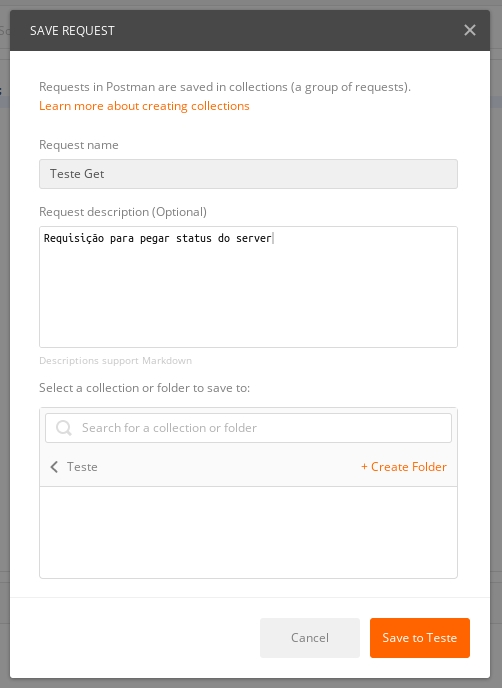 SAVE REQUEST
Requests in Postman are saved in collections (a group of requests).
Learn more about creating collections
Request name
Teste Get
Request description (Optional)
Requisição para pegar status do server
Descriptions support Markdown
Select a collection or folder to save to:
Search for a collection or folder
Teste
+ Create Folder
Cancel
Save to Teste